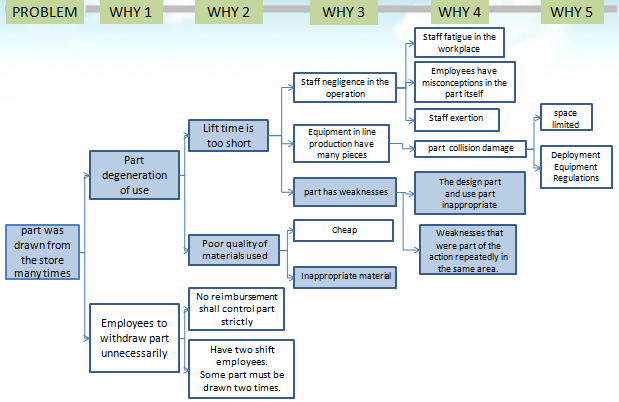 PROBLEM
WHY 1
WHY 2
WHY 3
WHY 4
WHY 5
part was
drawn from
the store
many times
Part
degeneration
of use
Employees to
withdraw part
unnecessarily
Lift time is
too short
Poor quality of
materials used
No reimbursement
shall control part
strictly
Have two shift
employees.
Some part must be
drawn two times.
Staff negligence in the
operation
Equipment in line
production have
many pieces
part has weaknesses
Cheap
Inappropriate material
Staff fatigue in the
workplace
Employees have
misconceptions in the
part itself
Staff exertion
part collision damage
The design part
and use part
inappropriate
Weaknesses that
were part of the
action repeatedly in
the same area.
space
limited
Deployment
Equipment
Regulations